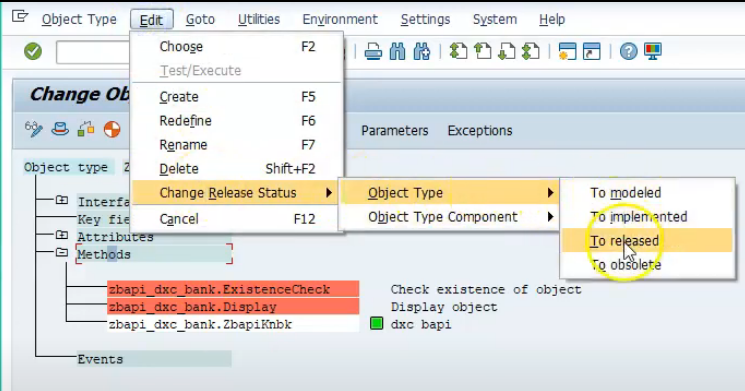 Object Type Edit Goto Utilities Environment Settings System Help
Choose F2
Test/Execute
Change Ob
Create F5
Redefine F6
Parameters Exceptions
Rename F7
Object type Z
Delete Shift+F2
Change Release Status Object Type To modeled
Interfa
Key fie
Cancel F12 Object Type Component To implemented
Attributes
To released
Methods
To obsolete
zbapi_dxc_bank.ExistenceCheck Check existence of object
zbapi_dxc_bank.Display Display object
zbapi_dxc_bank.ZbapiKnbk dxc bapi
Events